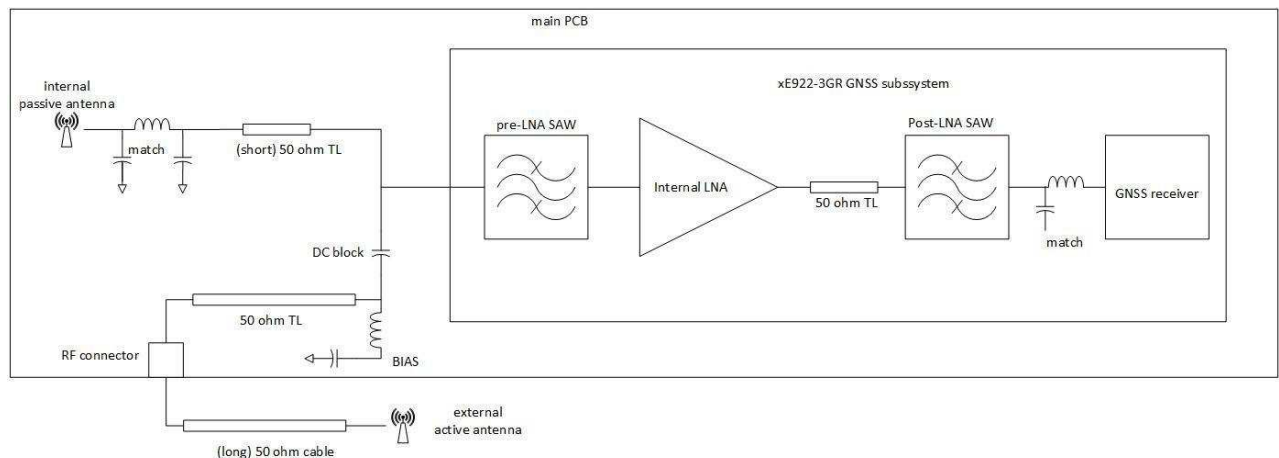 main PCB
xE922-3GR GNSS subssystem
internal
passive antenna
match
(short) 50 ohm TL
pre-LNA SAW
Internal LNA
50 ohm TL
Post-LNA SAW
match
GNSS receiver
DC block
50 ohm TL
BIAS
RF connector
external
active antenna
(long) 50 ohm cable